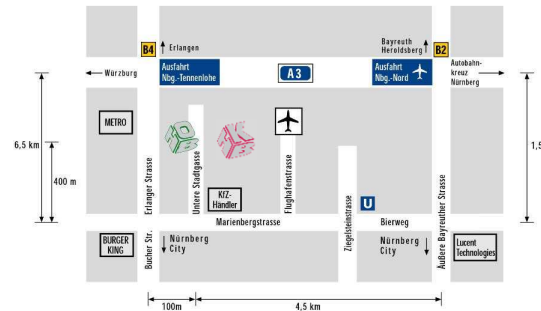 B4
Erlangen
Bayreuth
Heroldsberg
B2
Würzburg
Ausfahrt
Nbg.-Tennenlohe
A3
Ausfahrt
Nbg.-Nord
Autobahn-
kreuz
Nürnberg
METRO
6,5 km
1,5
400 m
Erlanger Strasse
Untere Stadtgasse
Flughafenstrasse
Ziegelsteinstrasse
Äußere Bayreuther Strasse
KfZ-
Händler
U
Marienbergstrasse
Bierweg
BURGER
KING
Bucher Str.
Nürnberg
City
Nürnberg
City
Lucent
Technologies
100m
4,5 km